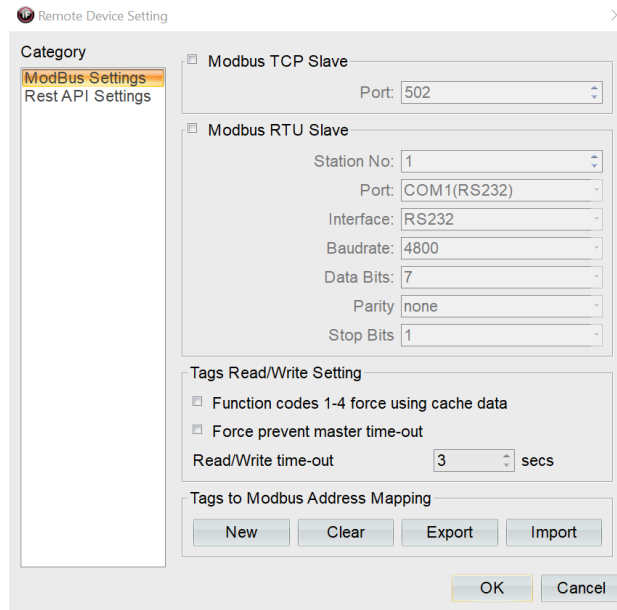 iF Remote Device Setting
Category
ModBus Settings
Rest API Settings
Modbus TCP Slave
Port: 502
Modbus RTU Slave
Station No: 1
Port: COM1(RS232)
Interface: RS232
Baudrate: 4800
Data Bits: 7
Parity none
Stop Bits 1
Tags Read/Write Setting
Function codes 1-4 force using cache data
Force prevent master time-out
Read/Write time-out 3 secs
Tags to Modbus Address Mapping
New Clear Export Import
OK Cancel